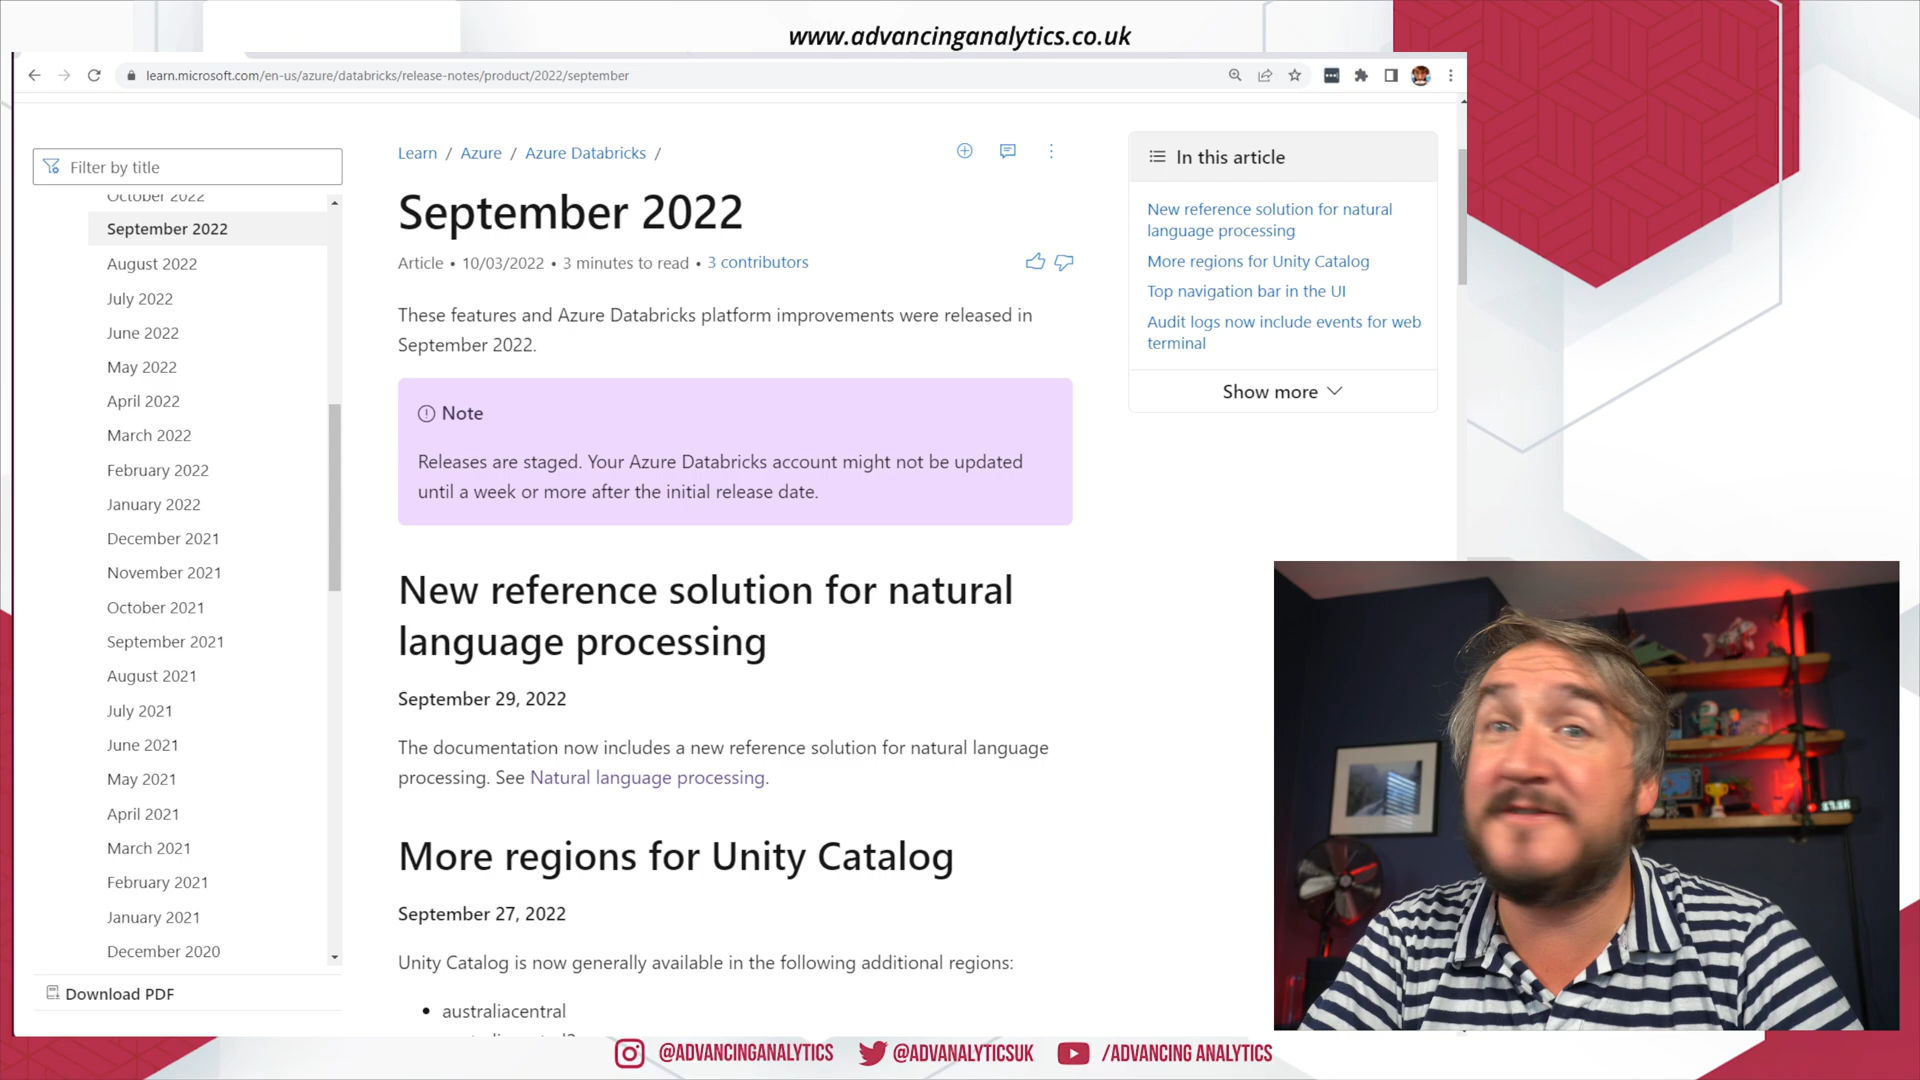 www.advancinganalytics.co.uk
learn.microsoft.com/en-us/azure/databricks/release-notes/product/2022/september
Filter by title
October 2022
September 2022
August 2022
July 2022
June 2022
May 2022
April 2022
March 2022
February 2022
January 2022
December 2021
November 2021
October 2021
September 2021
August 2021
July 2021
June 2021
May 2021
April 2021
March 2021
February 2021
January 2021
December 2020
Download PDF
Learn / Azure / Azure Databricks /
September 2022
Article • 10/03/2022 • 3 minutes to read • 3 contributors
These features and Azure Databricks platform improvements were released in
September 2022.
Note
Releases are staged. Your Azure Databricks account might not be updated
until a week or more after the initial release date.
New reference solution for natural
language processing
September 29, 2022
The documentation now includes a new reference solution for natural language
processing. See Natural language processing.
More regions for Unity Catalog
September 27, 2022
Unity Catalog is now generally available in the following additional regions:
• australiacentral
In this article
New reference solution for natural
language processing
More regions for Unity Catalog
Top navigation bar in the UI
Audit logs now include events for web
terminal
Show more
@ADVANCINGANALYTICS @ADVANALYTICSUK /ADVANCING ANALYTICS